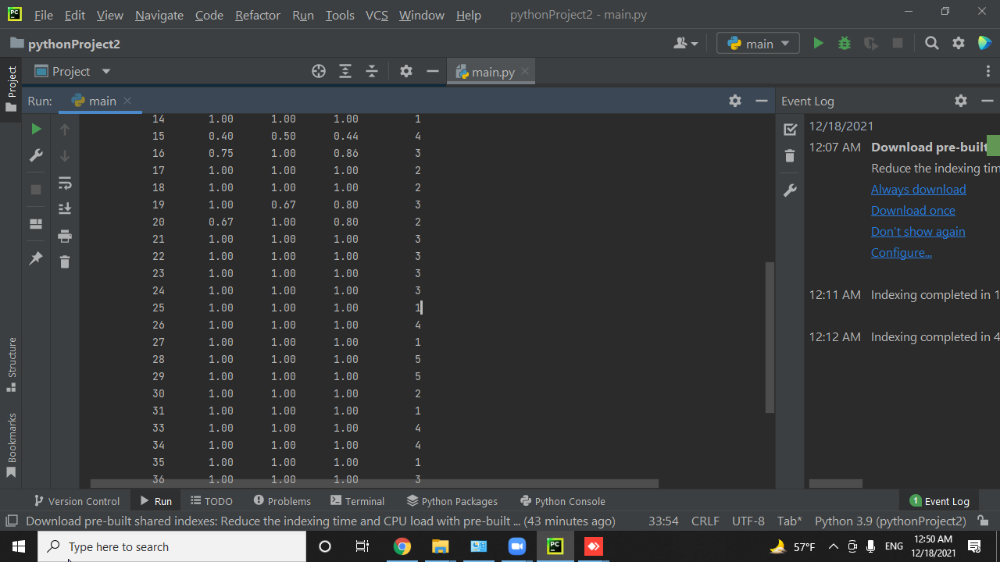 File Edit View Navigate Code Refactor Run Tools VCS Window Help pythonProject2 - main.py
pythonProject2 main
Project main.py
Run: main Event Log
14 1.00 1.00 1.00 1
15 0.40 0.50 0.44 4
16 0.75 1.00 0.86 3
17 1.00 1.00 1.00 2
18 1.00 1.00 1.00 2
19 1.00 0.67 0.80 3
20 0.67 1.00 0.80 2
21 1.00 1.00 1.00 3
22 1.00 1.00 1.00 3
23 1.00 1.00 1.00 3
24 1.00 1.00 1.00 3
25 1.00 1.00 1.00 1
26 1.00 1.00 1.00 4
27 1.00 1.00 1.00 1
28 1.00 1.00 1.00 5
29 1.00 1.00 1.00 5
30 1.00 1.00 1.00 2
31 1.00 1.00 1.00 1
33 1.00 1.00 1.00 4
34 1.00 1.00 1.00 4
35 1.00 1.00 1.00 1
36 1.00 1.00 1.00 3
12/18/2021
12:07 AM Download pre-built
Reduce the indexing tim
Always download
Download once
Don't show again
Configure...
12:11 AM Indexing completed in 1
12:12 AM Indexing completed in 4
Project
Structure
Bookmarks
Version Control Run TODO Problems Terminal Python Packages Python Console 1 Event Log
Download pre-built shared indexes: Reduce the indexing time and CPU load with pre-built ... (43 minutes ago) 33:54 CRLF UTF-8 Tab* Python 3.9 (pythonProject2)
Type here to search 57°F ENG 12:50 AM
12/18/2021